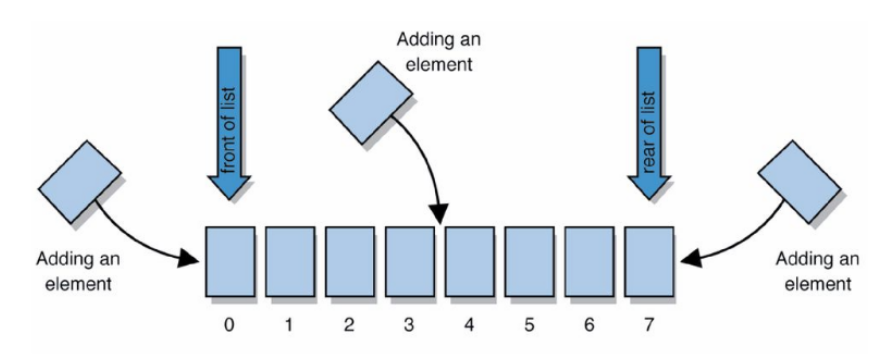 Adding an
element
front of list
rear of list
Adding an
element
Adding an
element
0 1 2 3 4 5 6 7